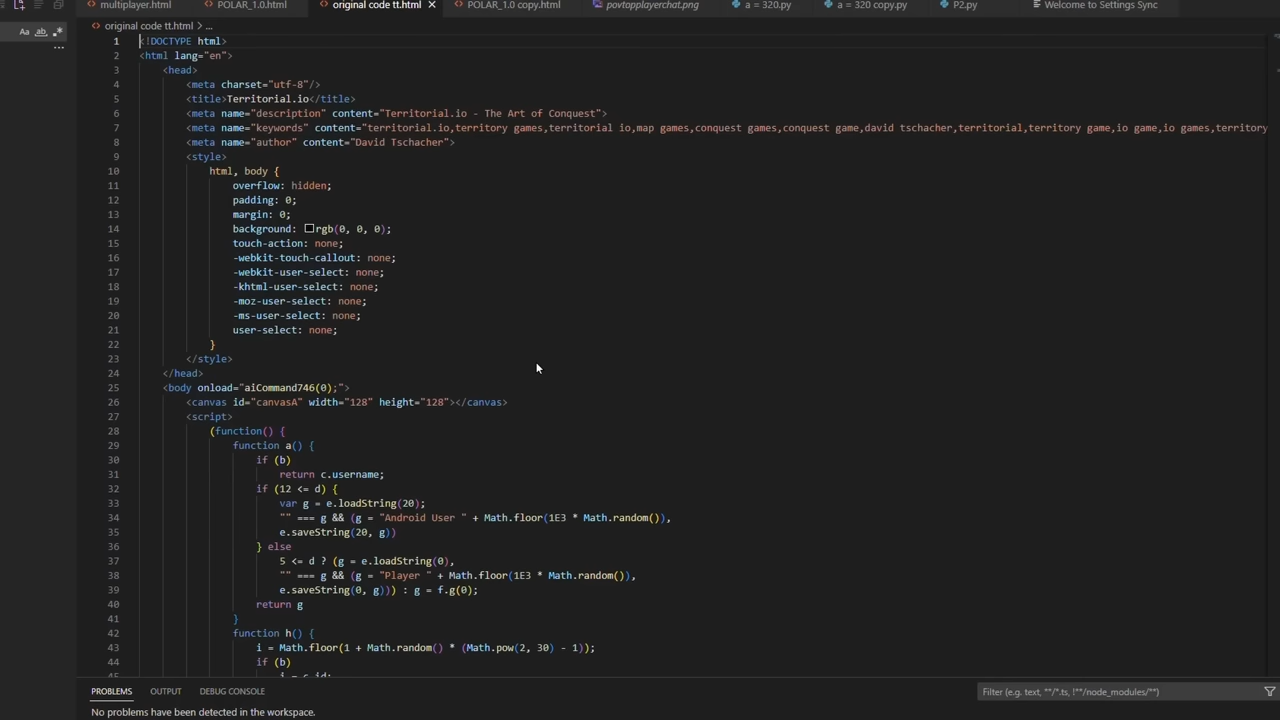 multiplayer.html POLAR_1.0.html original code tt.html POLAR_1.0 copy.html povtopplayerchat.png a = 320.py a = 320 copy.py P2.py Welcome to Settings Sync
Aa ab .*
original code tt.html > ...
1 <!DOCTYPE html>
2 <html lang="en">
3 <head>
4 <meta charset="utf-8"/>
5 <title>Territorial.io</title>
6 <meta name="description" content="Territorial.io - The Art of Conquest">
7 <meta name="keywords" content="territorial.io,territory games,territorial io,map games,conquest games,conquest game,david tschacher,territorial,territory game,io game,io games,territory
8 <meta name="author" content="David Tschacher">
9 <style>
10 html, body {
11 overflow: hidden;
12 padding: 0;
13 margin: 0;
14 background: rgb(0, 0, 0);
15 touch-action: none;
16 -webkit-touch-callout: none;
17 -webkit-user-select: none;
18 -khtml-user-select: none;
19 -moz-user-select: none;
20 -ms-user-select: none;
21 user-select: none;
22 }
23 </style>
24 </head>
25 <body onload="aiCommand746(0);">
26 <canvas id="canvasA" width="128" height="128"></canvas>
27 <script>
28 (function() {
29 function a() {
30 if (b)
31 return c.username;
32 if (12 <= d) {
33 var g = e.loadString(20);
34 "" === g && (g = "Android User " + Math.floor(1E3 * Math.random()),
35 e.saveString(20, g))
36 } else
37 5 <= d ? (g = e.loadString(0),
38 "" === g && (g = "Player " + Math.floor(1E3 * Math.random()),
39 e.saveString(0, g))) : g = f.g(0);
40 return g
41 }
42 function h() {
43 i = Math.floor(1 + Math.random() * (Math.pow(2, 30) - 1));
44 if (b)
45 i = c.id;
PROBLEMS OUTPUT DEBUG CONSOLE Filter (e.g. text, **/*.ts, !**/node_modules/**)
No problems have been detected in the workspace.